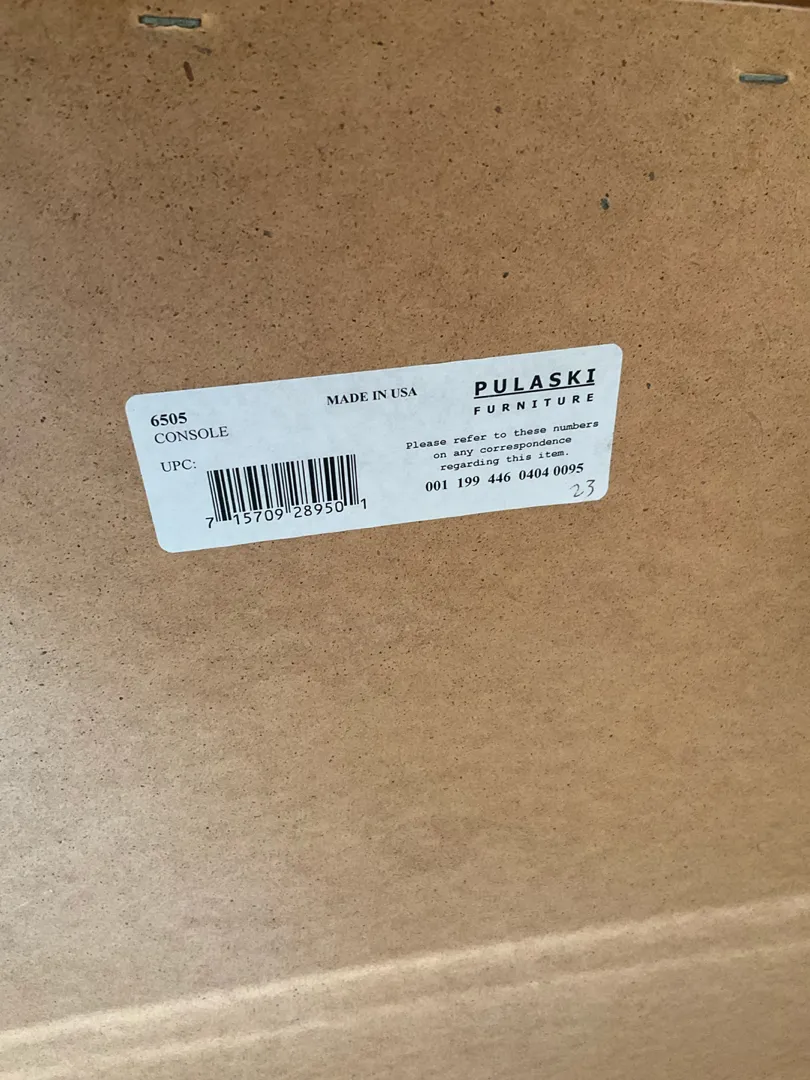 6505
CONSOLE
UPC:
7 15709 28950 1
MADE IN USA
PULASKI
FURNITURE
Please refer to these numbers
on any correspondence
regarding this item.
001 199 446 0404 0095
23